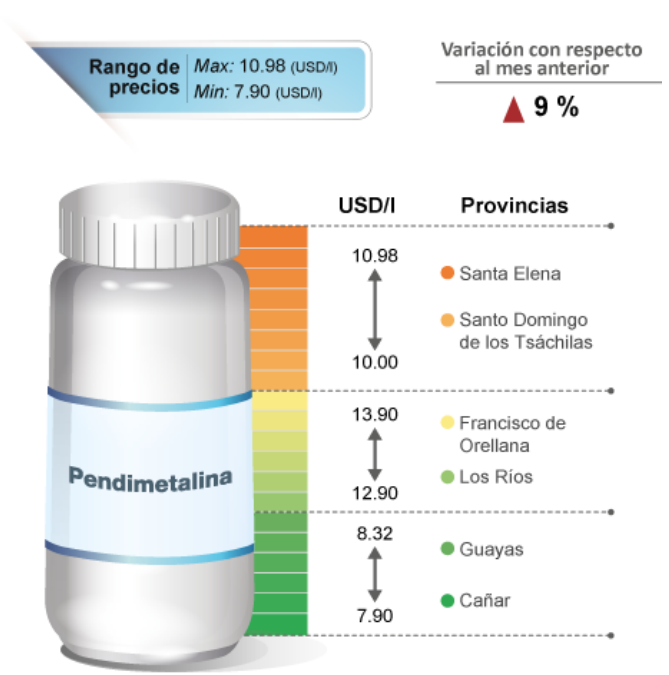 Rango de precios
Max: 10.98 (USD/l)
Min: 7.90 (USD/l)
Variación con respecto
al mes anterior
9 %
USD/l Provincias
10.98
Santa Elena
Santo Domingo
de los Tsáchilas
10.00
13.90
Francisco de
Orellana
Los Ríos
12.90
8.32
Guayas
Cañar
7.90
Pendimetalina